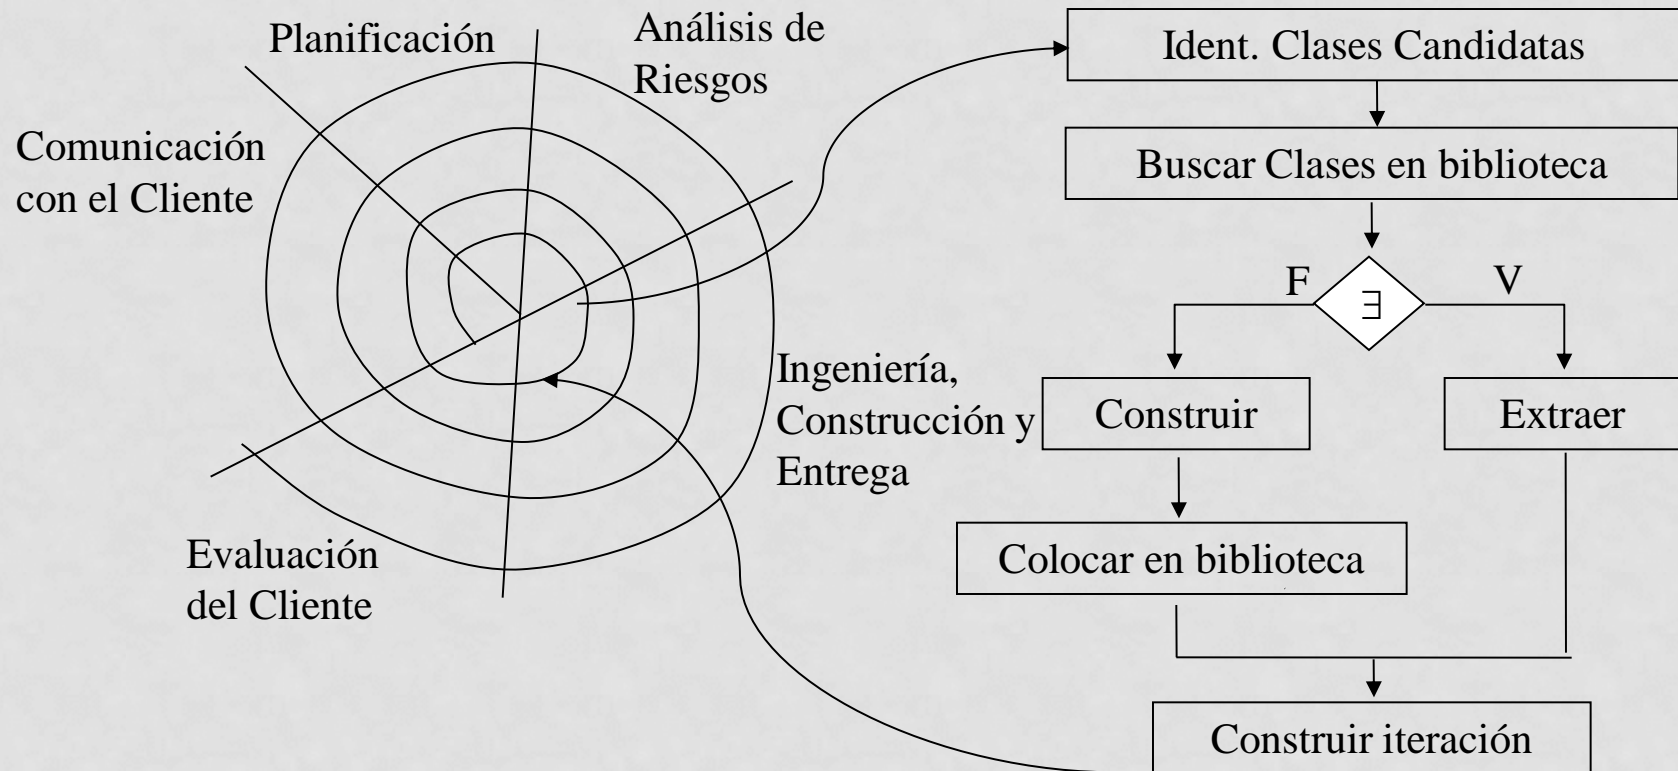 Planificación
Análisis de
Riesgos
Comunicación
con el Cliente
Ingeniería,
Construcción y
Entrega
Evaluación
del Cliente
Ident. Clases Candidatas
Buscar Clases en biblioteca
F
∃
V
Construir
Extraer
Colocar en biblioteca
Construir iteración